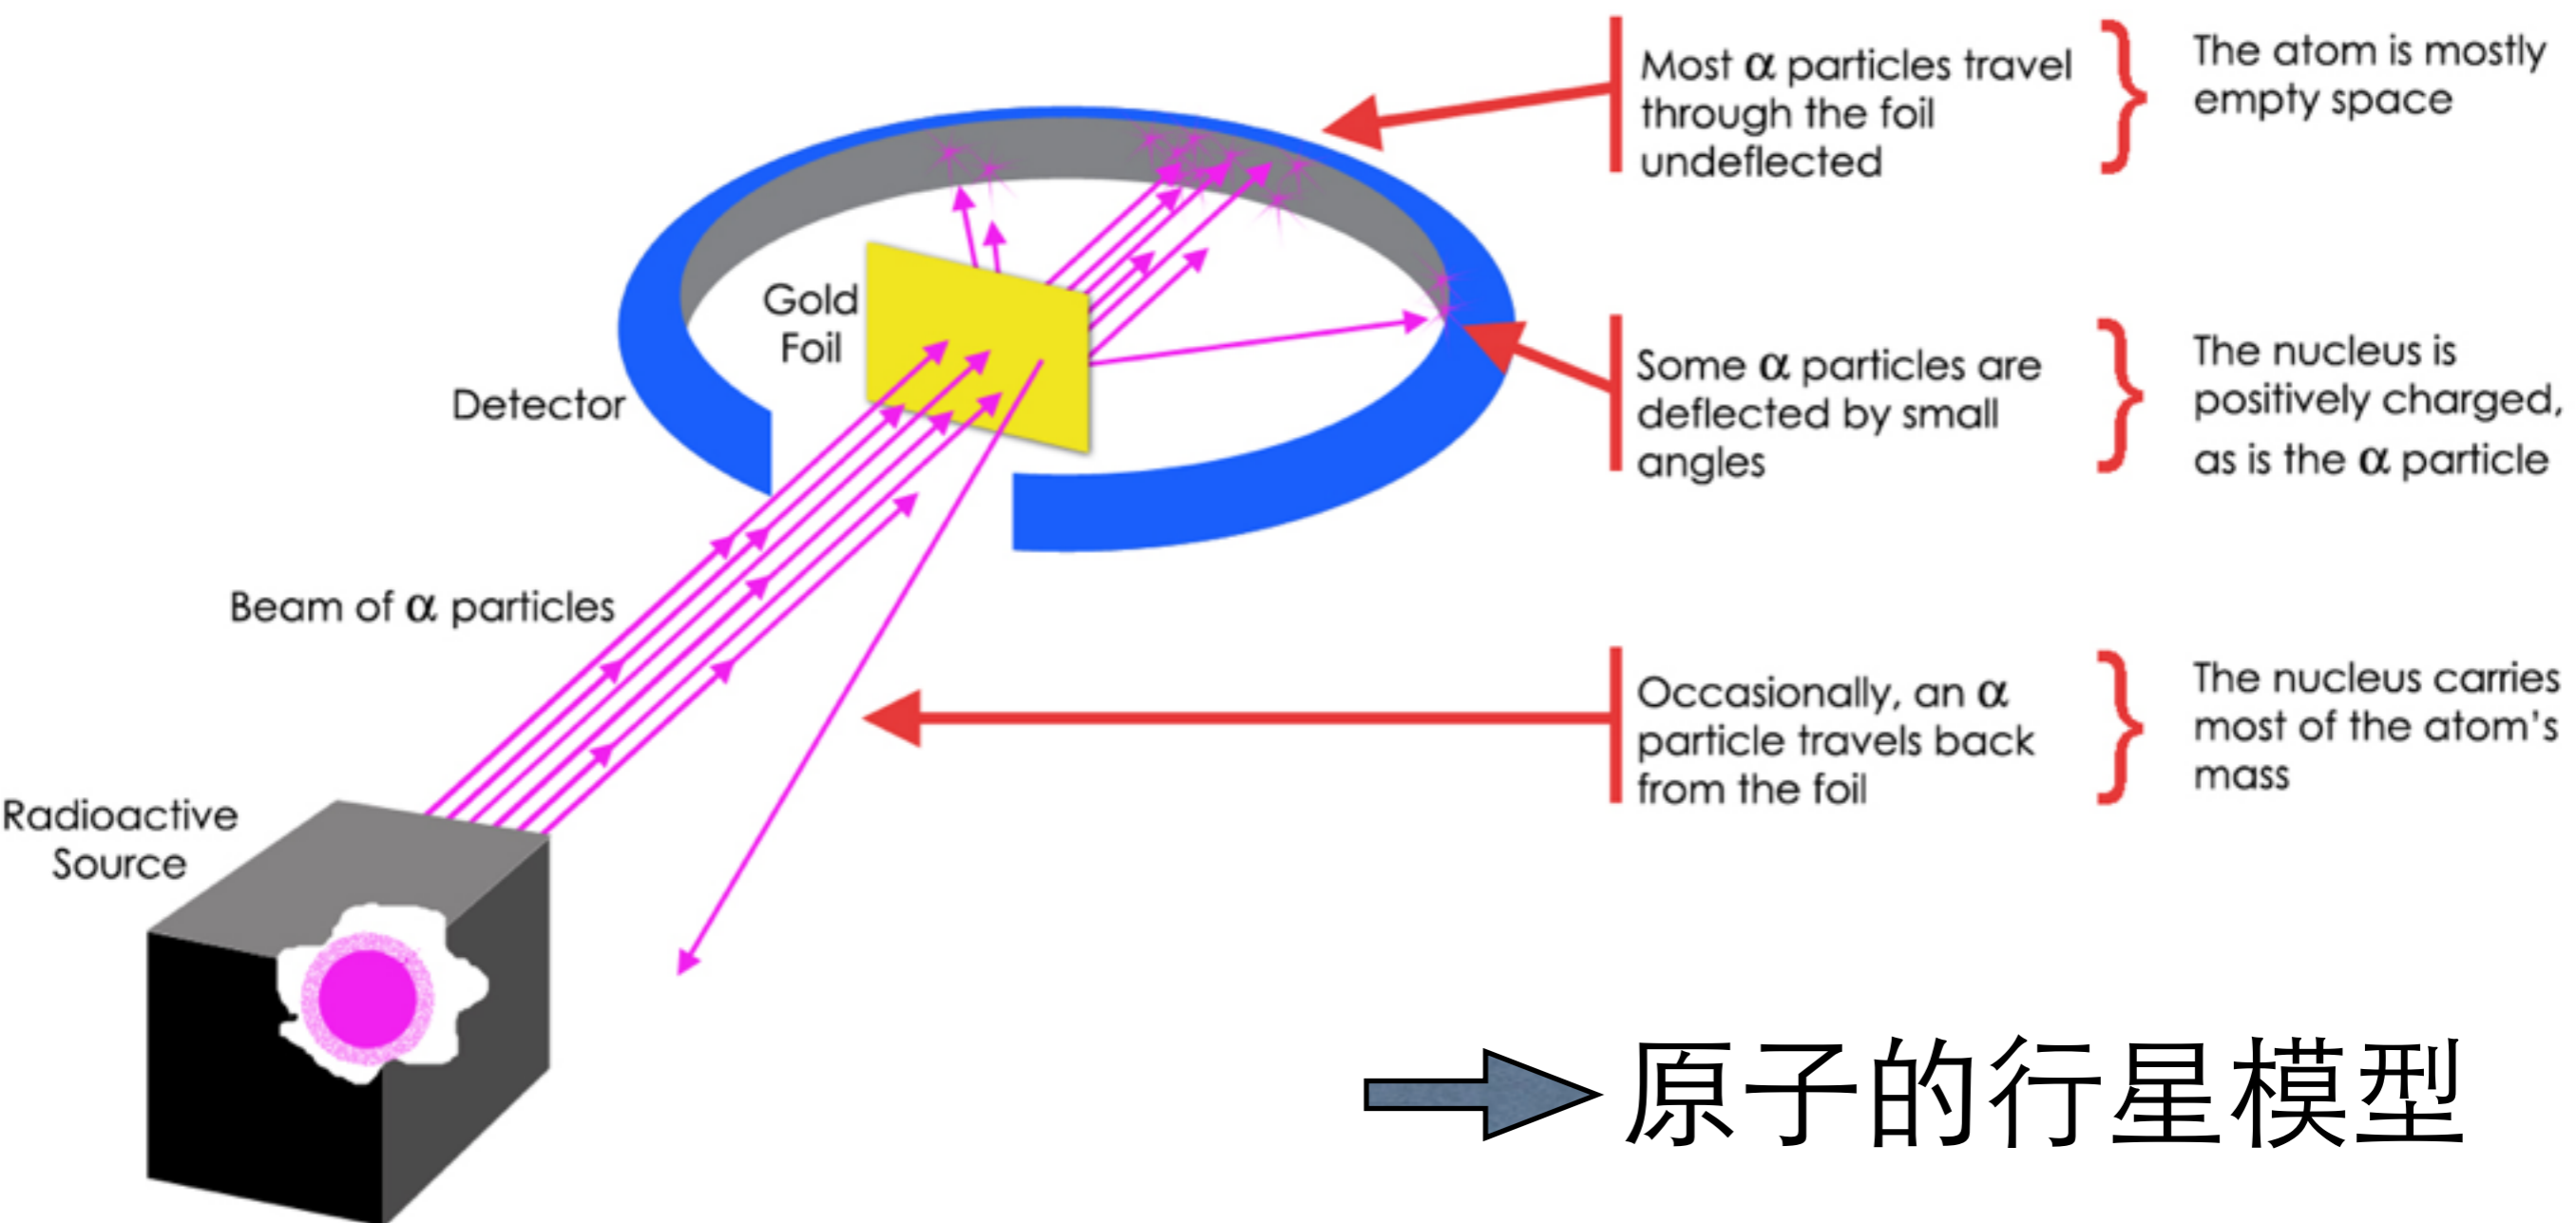 Most α particles travel
through the foil
undeflected
The atom is mostly
empty space
Gold
Foil
Detector
Some α particles are
deflected by small
angles
The nucleus is
positively charged,
as is the α particle
Beam of α particles
Occasionally, an α
particle travels back
from the foil
The nucleus carries
most of the atom's
mass
Radioactive
Source
原子的行星模型